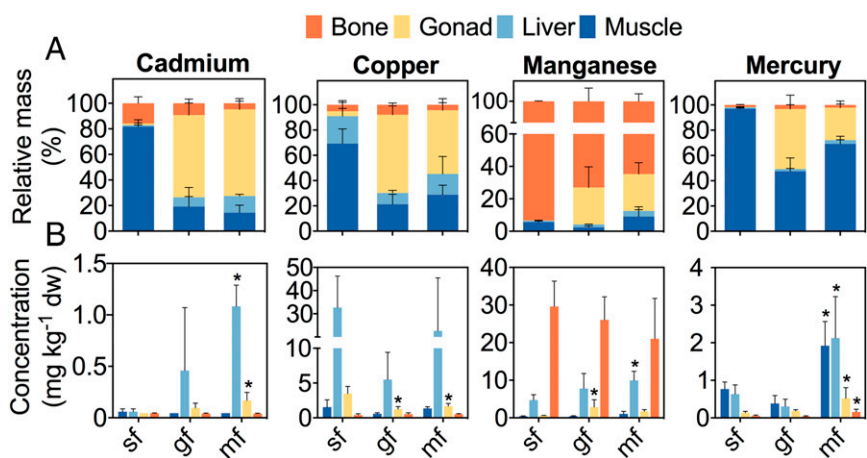 Bone Gonad Liver Muscle
A
Cadmium Copper Manganese Mercury
Relative mass
(%)
100 80 60 40 20 0
100 80 60 40 20 0
100 60 40 20 0
100 80 60 40 20 0
B
Concentration
(mg kg⁻¹ dw)
1.5 1.0 0.5 0
50 40 30 20 10 5 0
40 30 20 10 0
4 3 2 1 0
* *
* *
* *
* * * *
sf gf mf sf gf mf sf gf mf sf gf mf